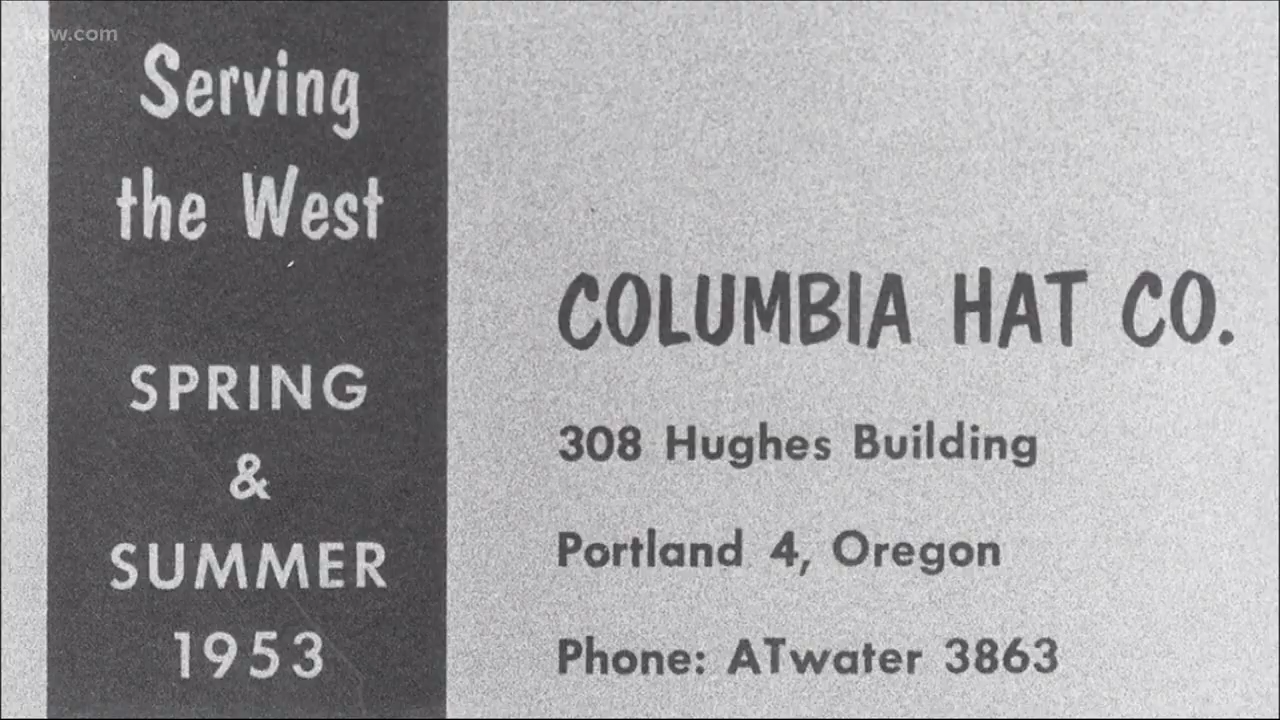 kgw.com
Serving
the West
SPRING
&
SUMMER
1953
COLUMBIA HAT CO.
308 Hughes Building
Portland 4, Oregon
Phone: ATwater 3863